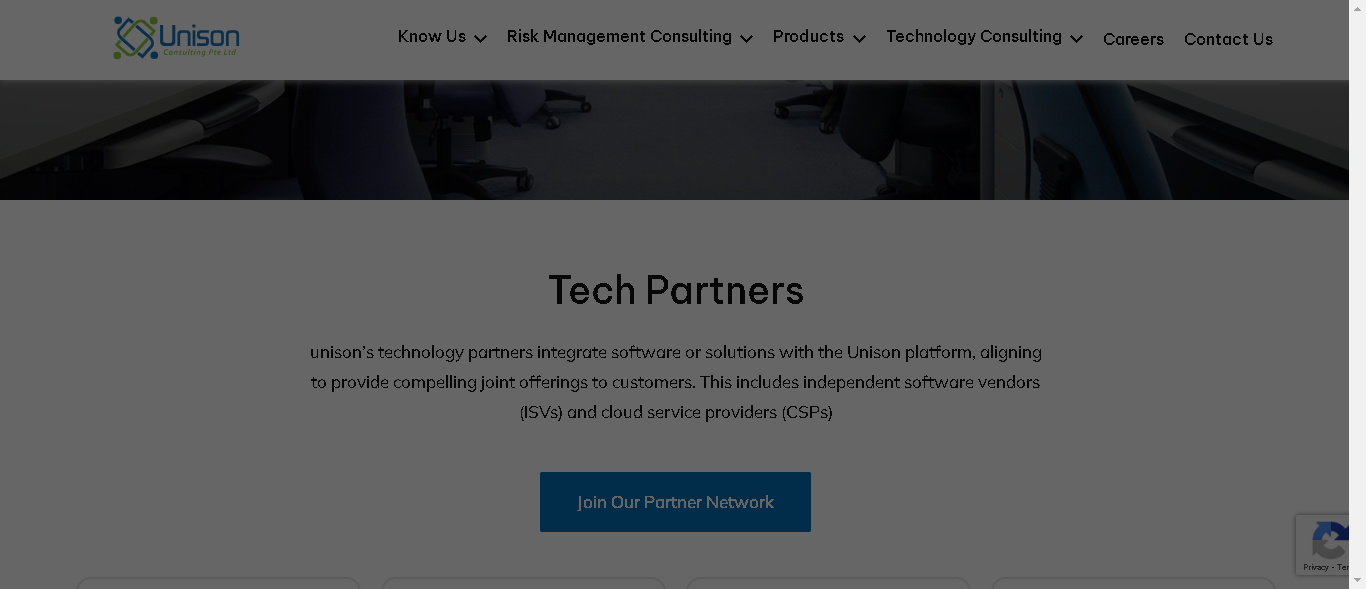 Unison
Consulting Pte Ltd
Know Us
Risk Management Consulting
Products
Technology Consulting
Careers
Contact Us
Tech Partners
unison's technology partners integrate software or solutions with the Unison platform, aligning
to provide compelling joint offerings to customers. This includes independent software vendors
(ISVs) and cloud service providers (CSPs)
Join Our Partner Network
Privacy - Ter